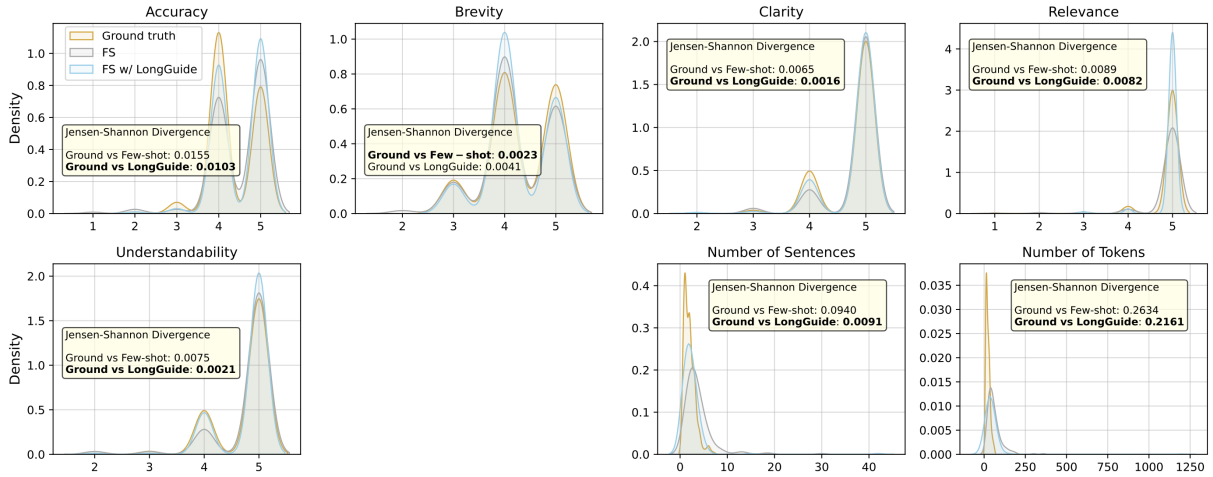 Accuracy
Density
1.0
0.8
0.6
0.4
0.2
0.0
1 2 3 4 5
Ground truth
FS
FS w/ LongGuide
Jensen-Shannon Divergence
Ground vs Few-shot: 0.0155
Ground vs LongGuide: 0.0103
Brevity
1.0
0.8
0.6
0.4
0.2
0.0
2 3 4 5
Jensen-Shannon Divergence
Ground vs Few − shot: 0.0023
Ground vs LongGuide: 0.0041
Clarity
2.0
1.5
1.0
0.5
0.0
2 3 4 5
Jensen-Shannon Divergence
Ground vs Few-shot: 0.0065
Ground vs LongGuide: 0.0016
Relevance
4
3
2
1
0
1 2 3 4 5
Jensen-Shannon Divergence
Ground vs Few-shot: 0.0089
Ground vs LongGuide: 0.0082
Understandability
Density
2.0
1.5
1.0
0.5
0.0
2 3 4 5
Jensen-Shannon Divergence
Ground vs Few-shot: 0.0075
Ground vs LongGuide: 0.0021
Number of Sentences
0.4
0.3
0.2
0.1
0.0
0 10 20 30 40
Jensen-Shannon Divergence
Ground vs Few-shot: 0.0940
Ground vs LongGuide: 0.0091
Number of Tokens
0.035
0.030
0.025
0.020
0.015
0.010
0.005
0.000
0 250 500 750 1000 1250
Jensen-Shannon Divergence
Ground vs Few-shot: 0.2634
Ground vs LongGuide: 0.2161